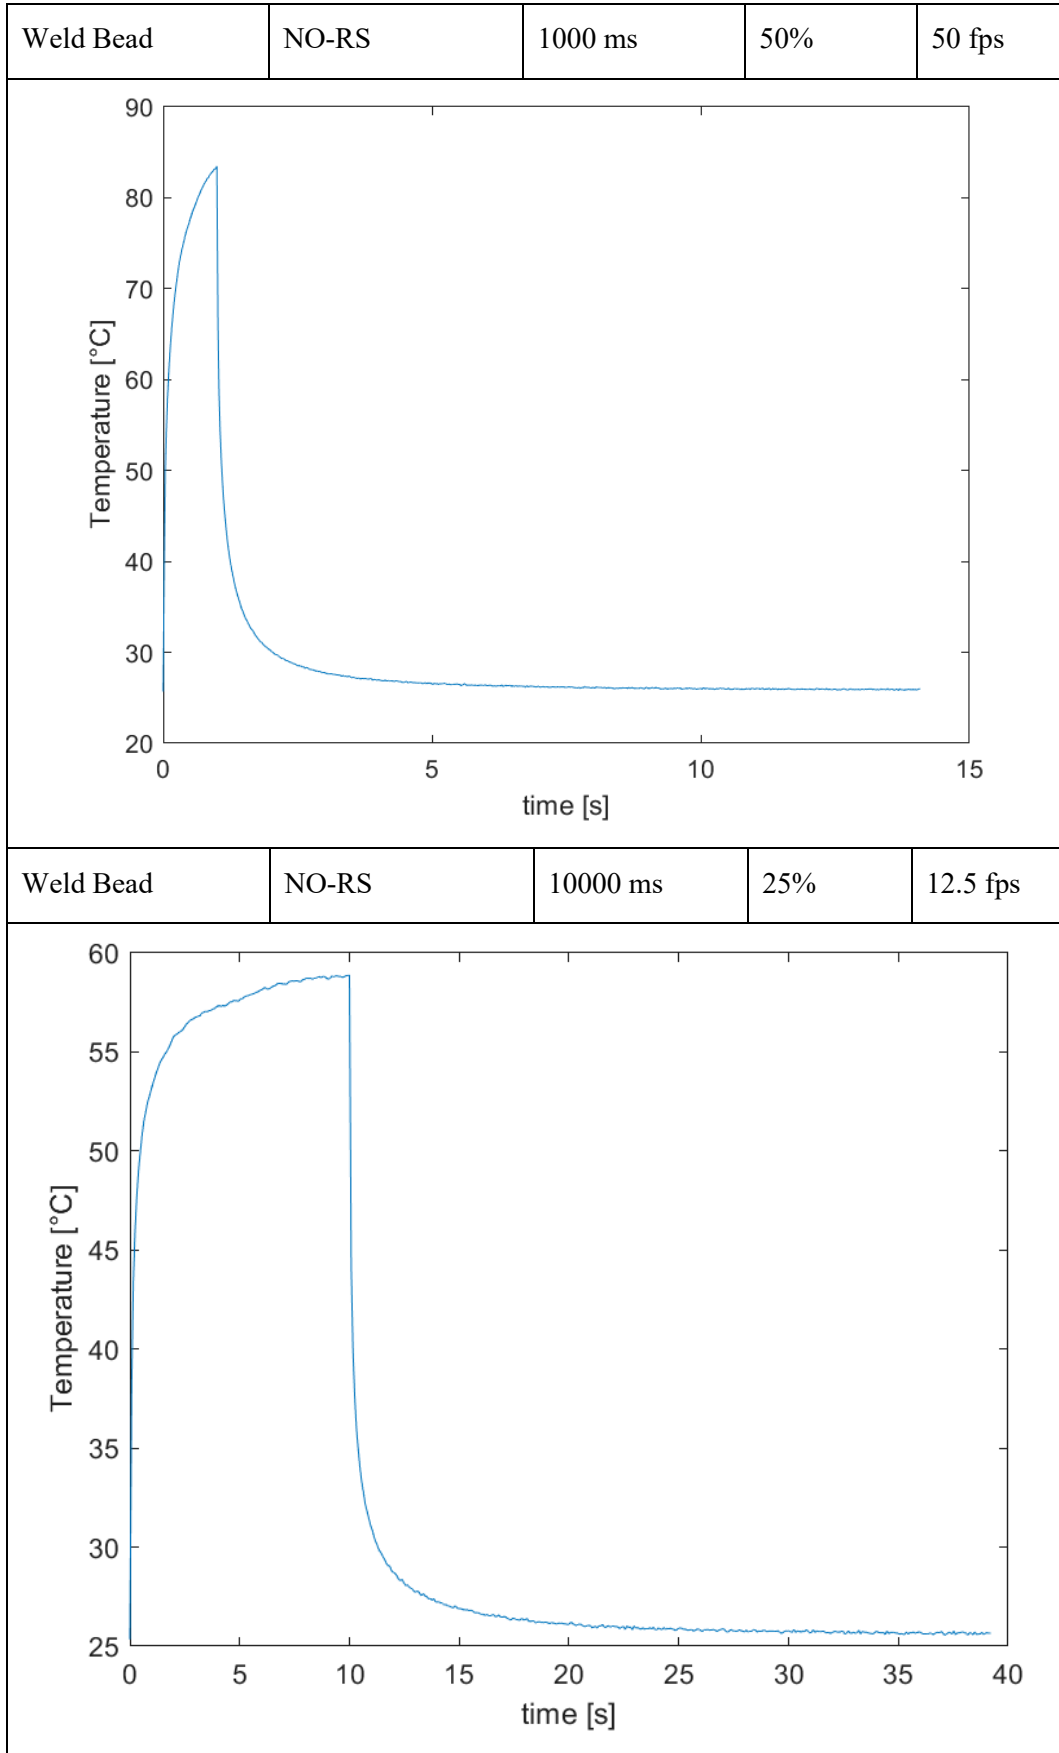 Weld Bead NO-RS 1000 ms 50% 50 fps
90
80
70
60
50
40
30
20
Temperature [°C]
0 5 10 15
time [s]
Weld Bead NO-RS 10000 ms 25% 12.5 fps
60
55
50
45
40
35
30
25
Temperature [°C]
0 5 10 15 20 25 30 35 40
time [s]